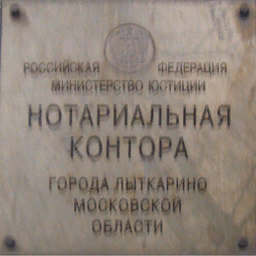 РОССИЙСКАЯ ФЕДЕРАЦИЯ
МИНИСТЕРСТВО ЮСТИЦИИ
НОТАРИАЛЬНАЯ
КОНТОРА
ГОРОДА ЛЫТКАРИНО
МОСКОВСКОЙ
ОБЛАСТИ